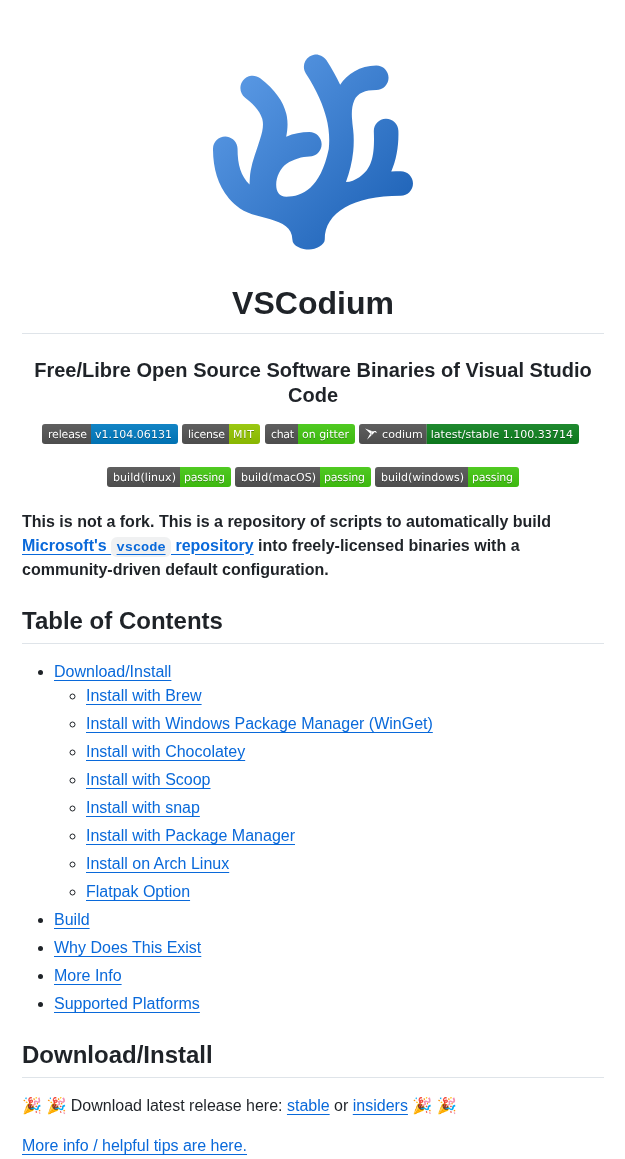 VSCodium
Free/Libre Open Source Software Binaries of Visual Studio
Code
release v1.104.06131 license MIT chat on gitter codium latest/stable 1.100.33714
build(linux) passing build(macOS) passing build(windows) passing
This is not a fork. This is a repository of scripts to automatically build
Microsoft's vscode repository into freely-licensed binaries with a
community-driven default configuration.
Table of Contents
Download/Install
Install with Brew
Install with Windows Package Manager (WinGet)
Install with Chocolatey
Install with Scoop
Install with snap
Install with Package Manager
Install on Arch Linux
Flatpak Option
Build
Why Does This Exist
More Info
Supported Platforms
Download/Install
🎉 🎉 Download latest release here: stable or insiders 🎉 🎉
More info / helpful tips are here.